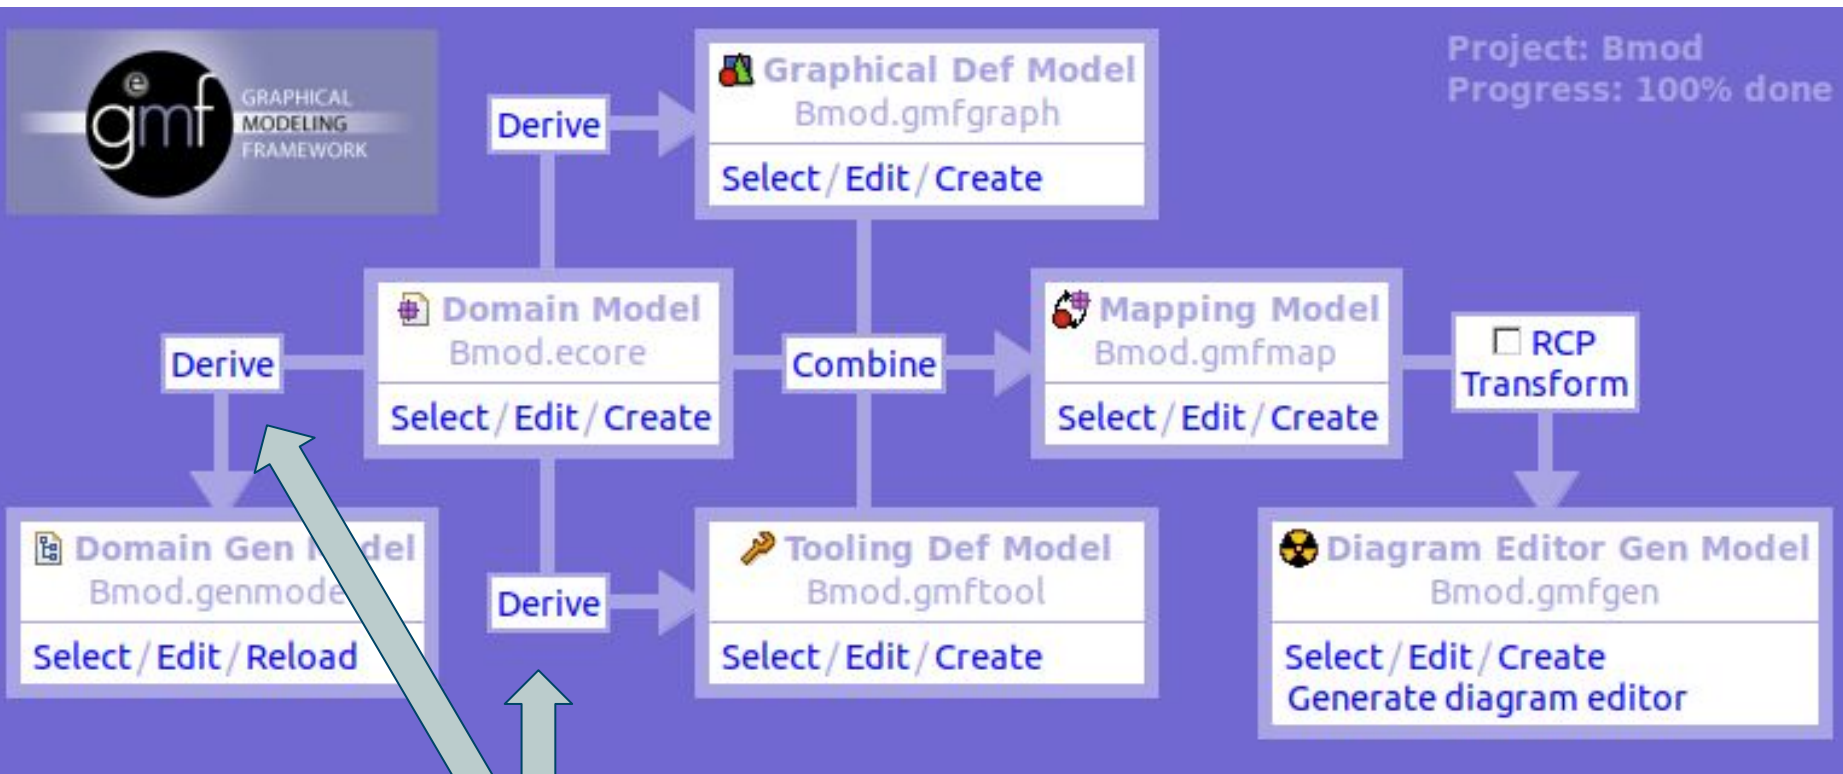 e
gmf
GRAPHICAL
MODELING
FRAMEWORK
Project: Bmod
Progress: 100% done
Graphical Def Model
Bmod.gmfgraph
Select / Edit / Create
Derive
Domain Model
Bmod.ecore
Select / Edit / Create
Derive
Combine
Mapping Model
Bmod.gmfmap
Select / Edit / Create
RCP
Transform
Domain Gen Model
Bmod.genmode
Select / Edit / Reload
Derive
Tooling Def Model
Bmod.gmftool
Select / Edit / Create
Diagram Editor Gen Model
Bmod.gmfgen
Select / Edit / Create
Generate diagram editor